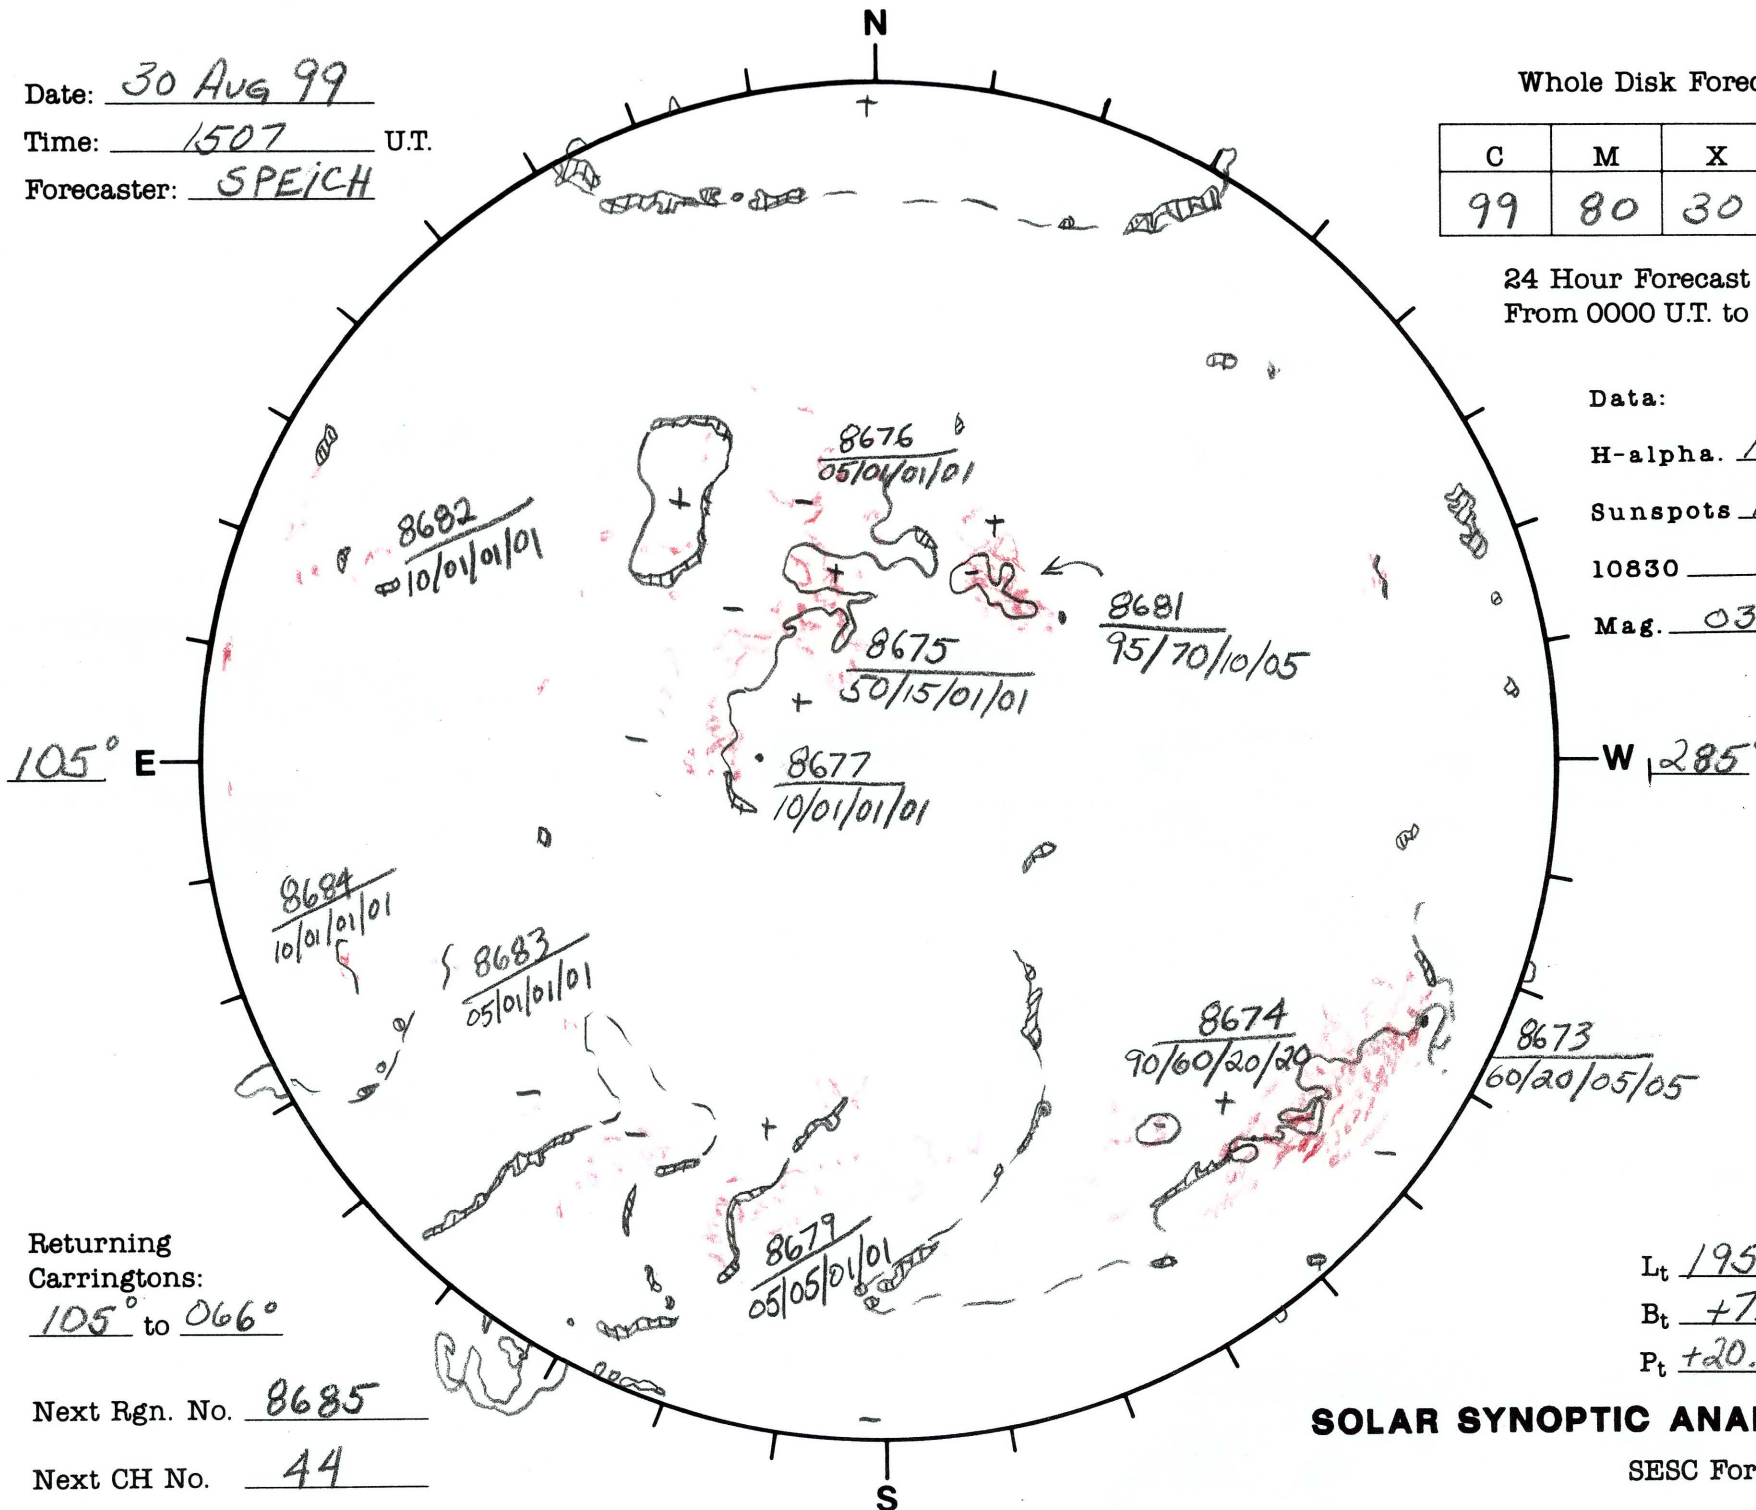 N
Date: 30 AUG 99
Time: 1507 U.T.
Forecaster: SPEICH
Whole Disk Forec
C M X
99 80 30
24 Hour Forecast
From 0000 U.T. to
Data:
H-alpha.
Sunspots
10830
Mag. 03
8676
05/01/01/01
8682
10/01/01/01
8681
95/70/10/05
8675
50/15/01/01
105° E
W 285°
8677
10/01/01/01
8684
10/01/01/01
8683
05/01/01/01
8674
90/60/20/20
8673
60/20/05/05
8679
05/05/01/01
Returning
Carringtons:
105° to 066°
Next Rgn. No. 8685
Next CH No. 44
Lt 195
Bt +7
Pt +20.
SOLAR SYNOPTIC ANA
SESC For
S